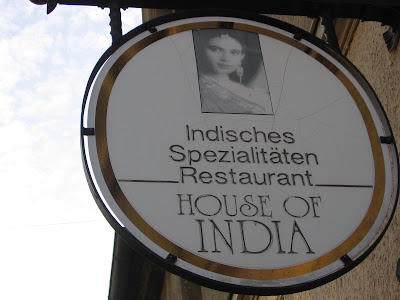 Indisches
Spezialitäten
Restaurant
HOUSE OF
INDIA